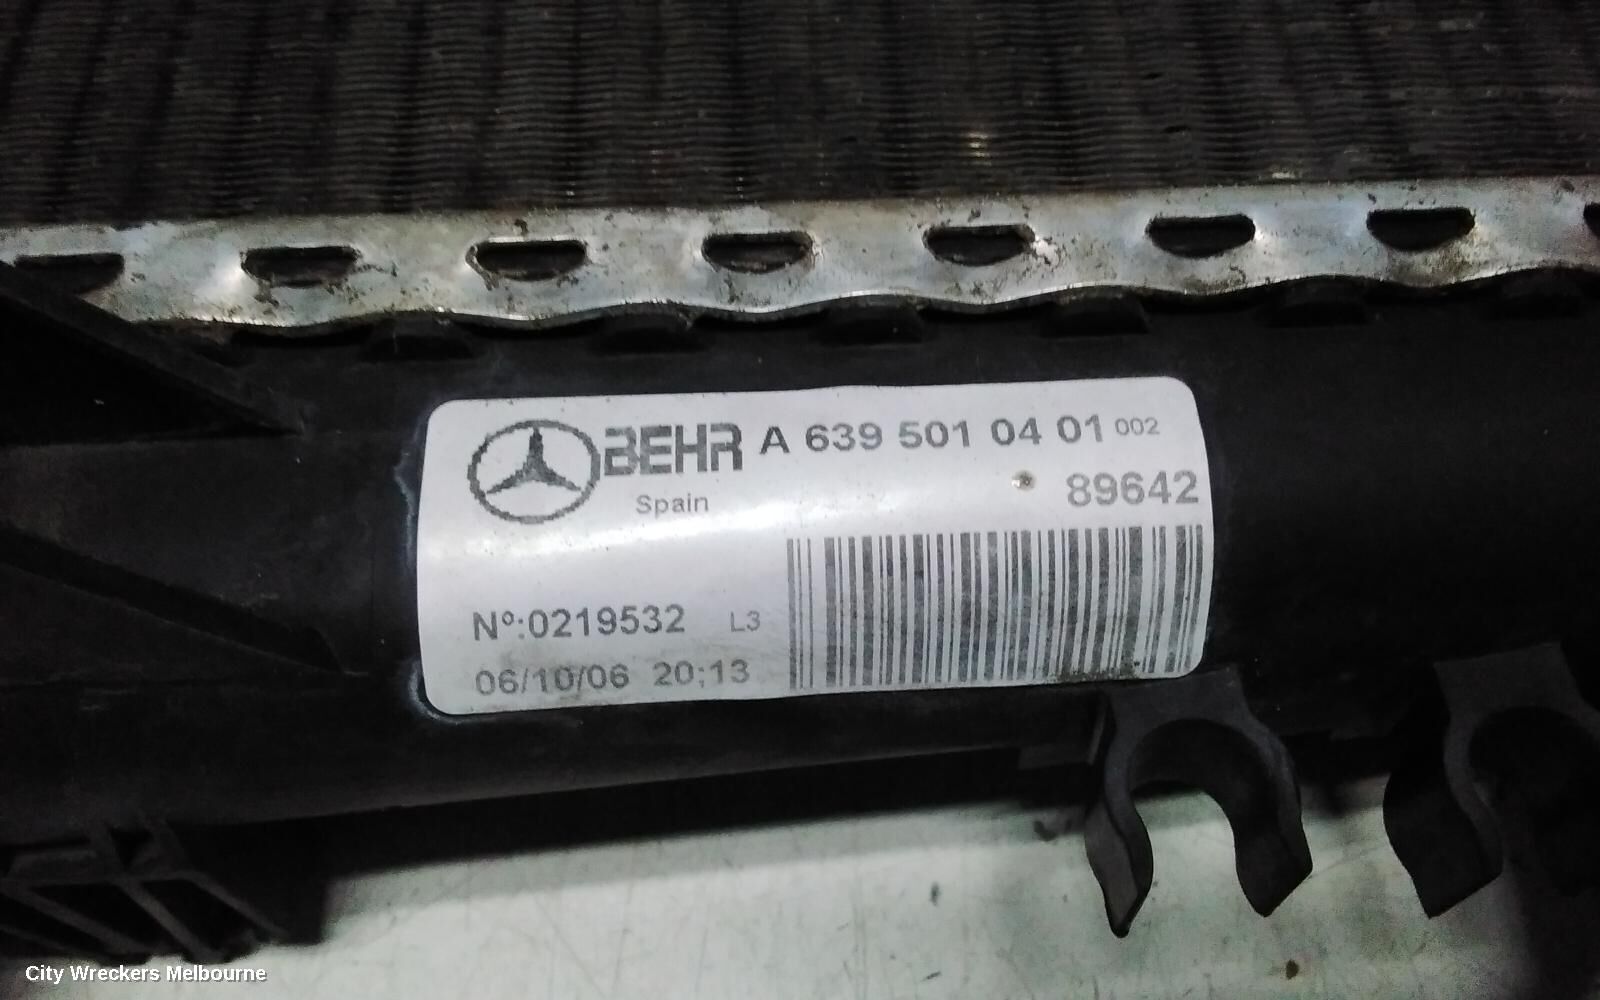 BEHR A 639 501 04 01 002
Spain
89642
Nº:0219532 L3
06/10/06 20;13
City Wreckers Melbourne